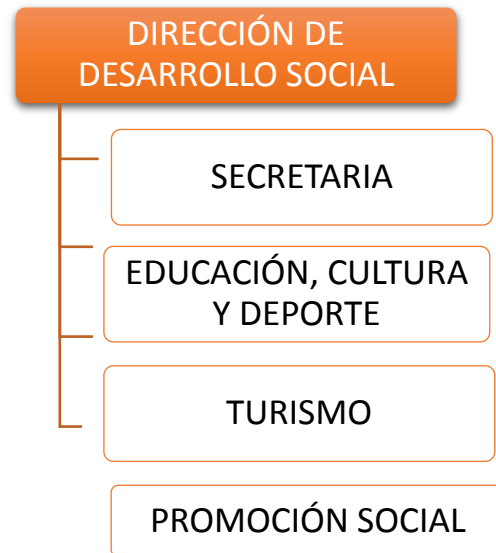 DIRECCIÓN DE
DESARROLLO SOCIAL
SECRETARIA
EDUCACIÓN, CULTURA
Y DEPORTE
TURISMO
PROMOCIÓN SOCIAL